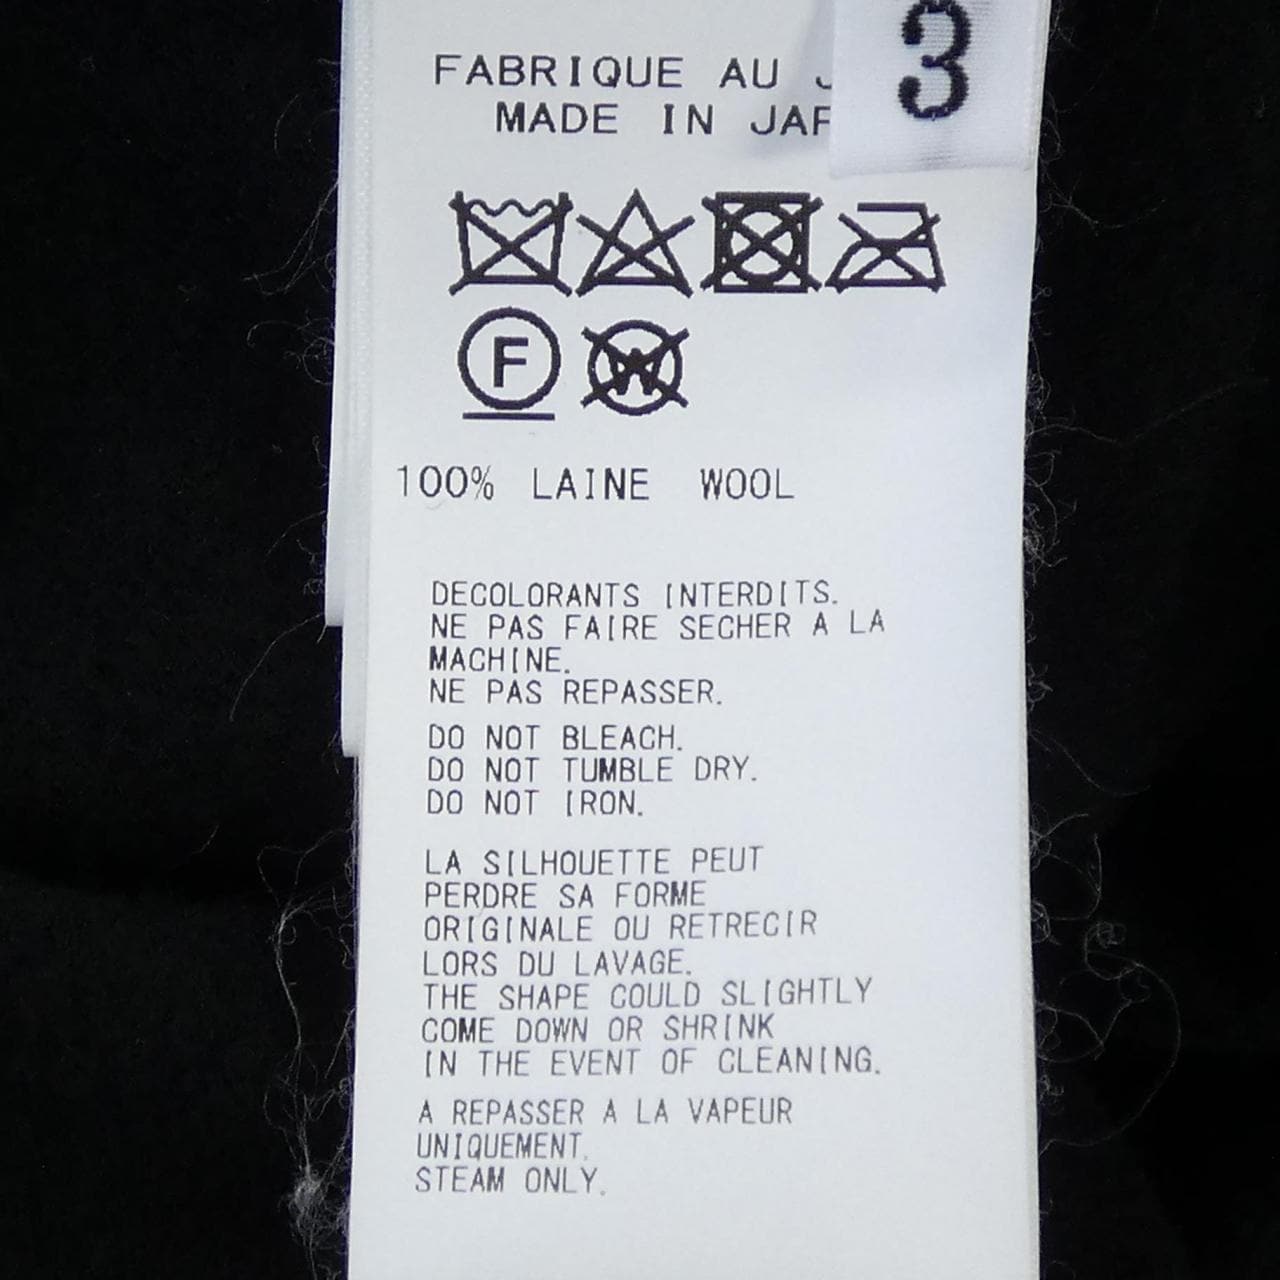 3
FABRIQUE AU
MADE IN
F
W
100% LAINE WOOL
DECOLORANTS INTERDITS.
NE PAS FAIRE SECHER A LA
MACHINE.
NE PAS REPASSER.
DO NOT BLEACH.
DO NOT TUMBLE DRY.
DO NOT IRON.
LA SILHOUETTE PEUT
PERDRE SA FORME
ORIGINALE OU RETRECIR
LORS DU LAVAGE.
THE SHAPE COULD SLIGHTLY
COME DOWN OR SHRINK
IN THE EVENT OF CLEANING.
A REPASSER A LA VAPEUR
UNIQUEMENT.
STEAM ONLY.